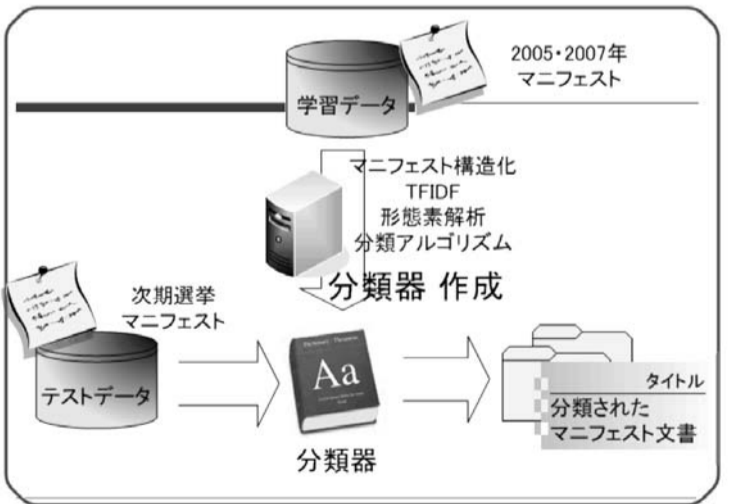 2005・2007年
マニフェスト
学習データ
マニフェスト構造化
TFIDF
形態素解析
分類アルゴリズム
分類器 作成
次期選挙
マニフェスト
テストデータ
Aa
分類器
タイトル
分類された
マニフェスト文書